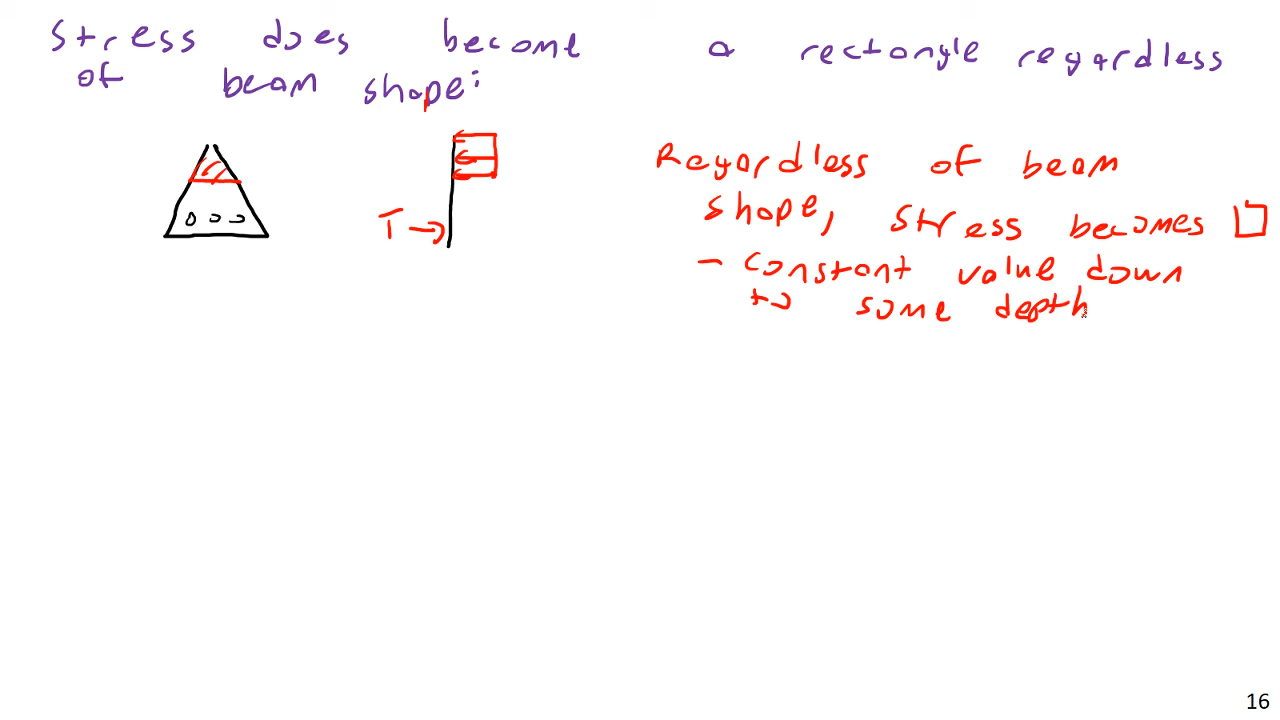 Stress does become a rectangle regardless
of beam shape:
Regardless of beam
shape, stress becomes
T
- constant value down
to some depth
16